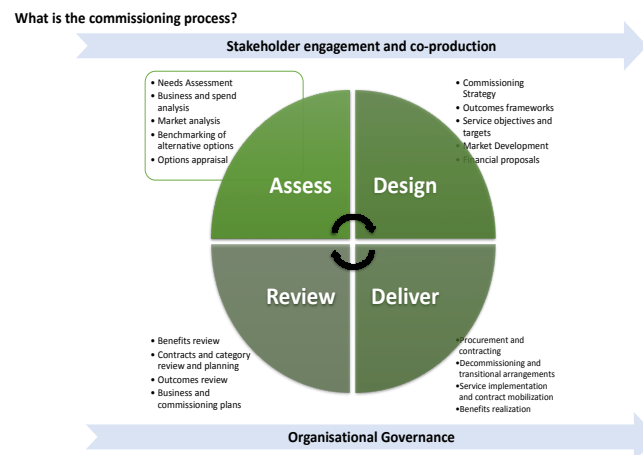 What is the commissioning process?
Stakeholder engagement and co-production
• Needs Assessment
• Business and spend
analysis
• Market analysis
• Benchmarking of
alternative options
• Options appraisal
• Commissioning
Strategy
• Outcomes frameworks
• Service objectives and
targets
• Market Development
• Financial proposals
Assess
Design
Review
Deliver
• Benefits review
• Contracts and category
review and planning
• Outcomes review
• Business and
commissioning plans
•Procurement and
contracting
•Decommissioning and
transitional arrangements
•Service implementation
and contract mobilization
•Benefits realization
Organisational Governance